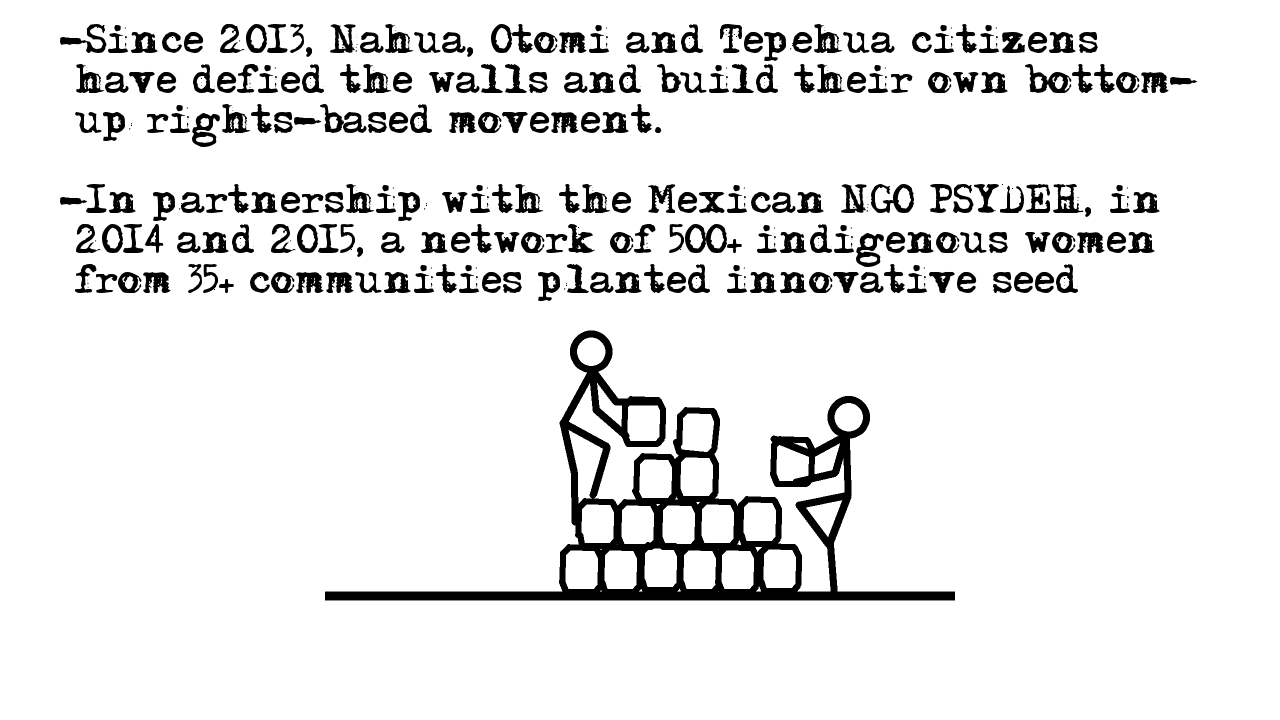 -Since 2013, Nahua, Otomi and Tepehua citizens
have defied the walls and build their own bottom-
up rights-based movement.
-In partnership with the Mexican NGO PSYDEH, in
2014 and 2015, a network of 500+ indigenous women
from 35+ communities planted innovative seed